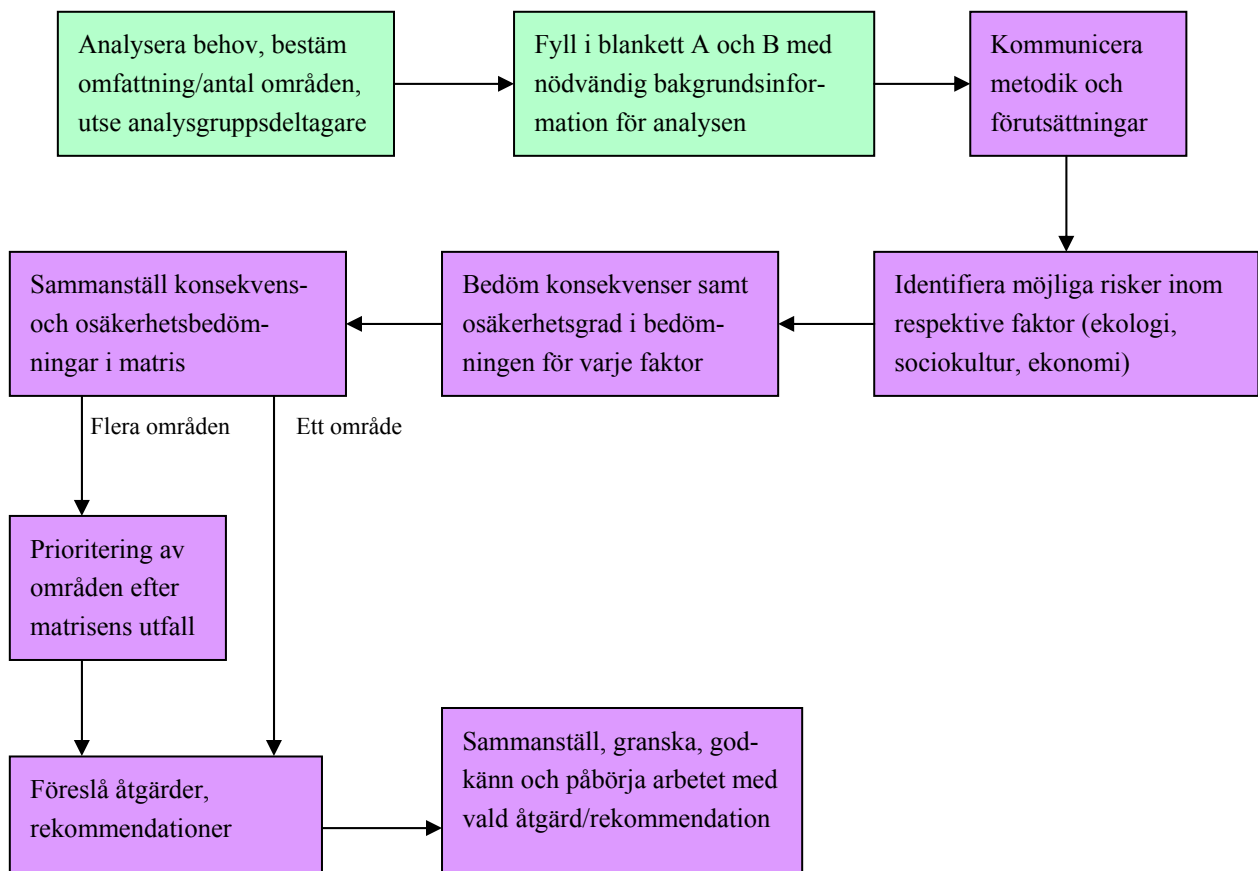 Analysera behov, bestäm
omfattning/antal områden,
utse analysgruppsdeltagare
Fyll i blankett A och B med
nödvändig bakgrundsinfor-
mation för analysen
Kommunicera
metodik och
förutsättningar
Identifiera möjliga risker inom
respektive faktor (ekologi,
sociokultur, ekonomi)
Bedöm konsekvenser samt
osäkerhetsgrad i bedöm-
ningen för varje faktor
Sammanställ konsekvens-
och osäkerhetsbedöm-
ningar i matris
Flera områden
Ett område
Prioritering av
områden efter
matrisens utfall
Föreslå åtgärder,
rekommendationer
Sammanställ, granska, god-
känn och påbörja arbetet med
vald åtgärd/rekommendation